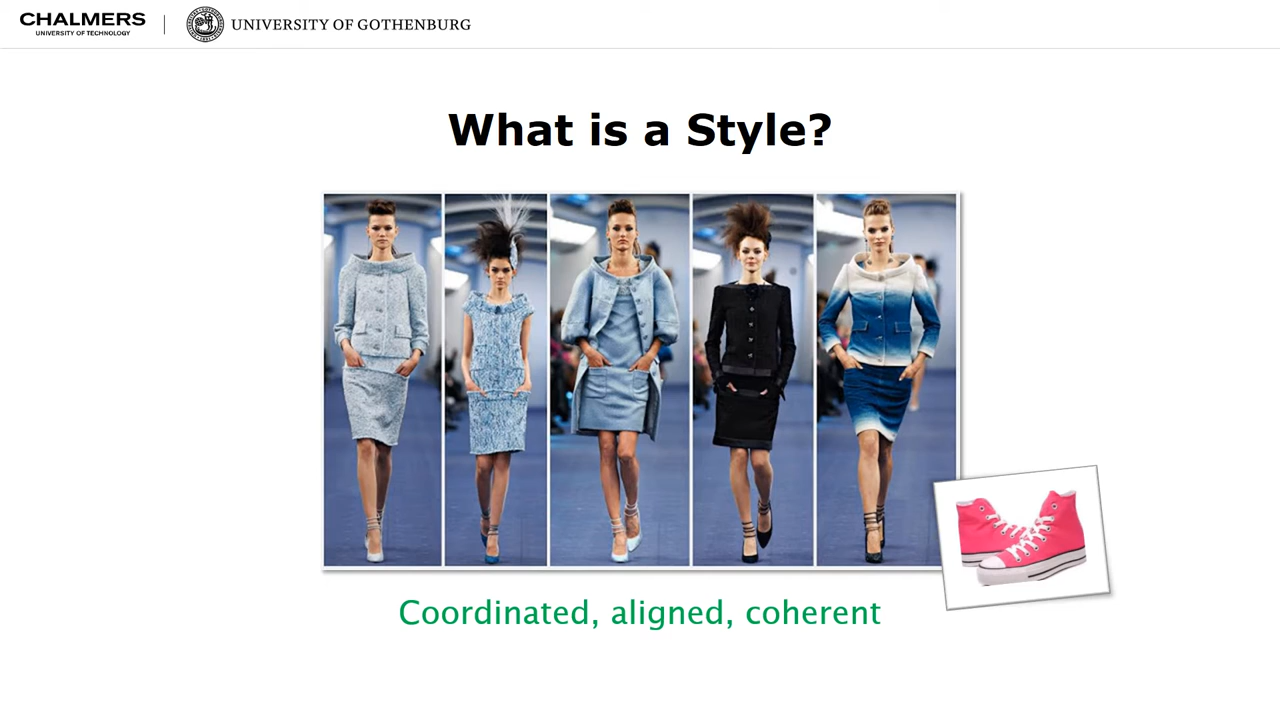 CHALMERS
UNIVERSITY OF TECHNOLOGY
UNIVERSITY OF GOTHENBURG
What is a Style?
Coordinated, aligned, coherent